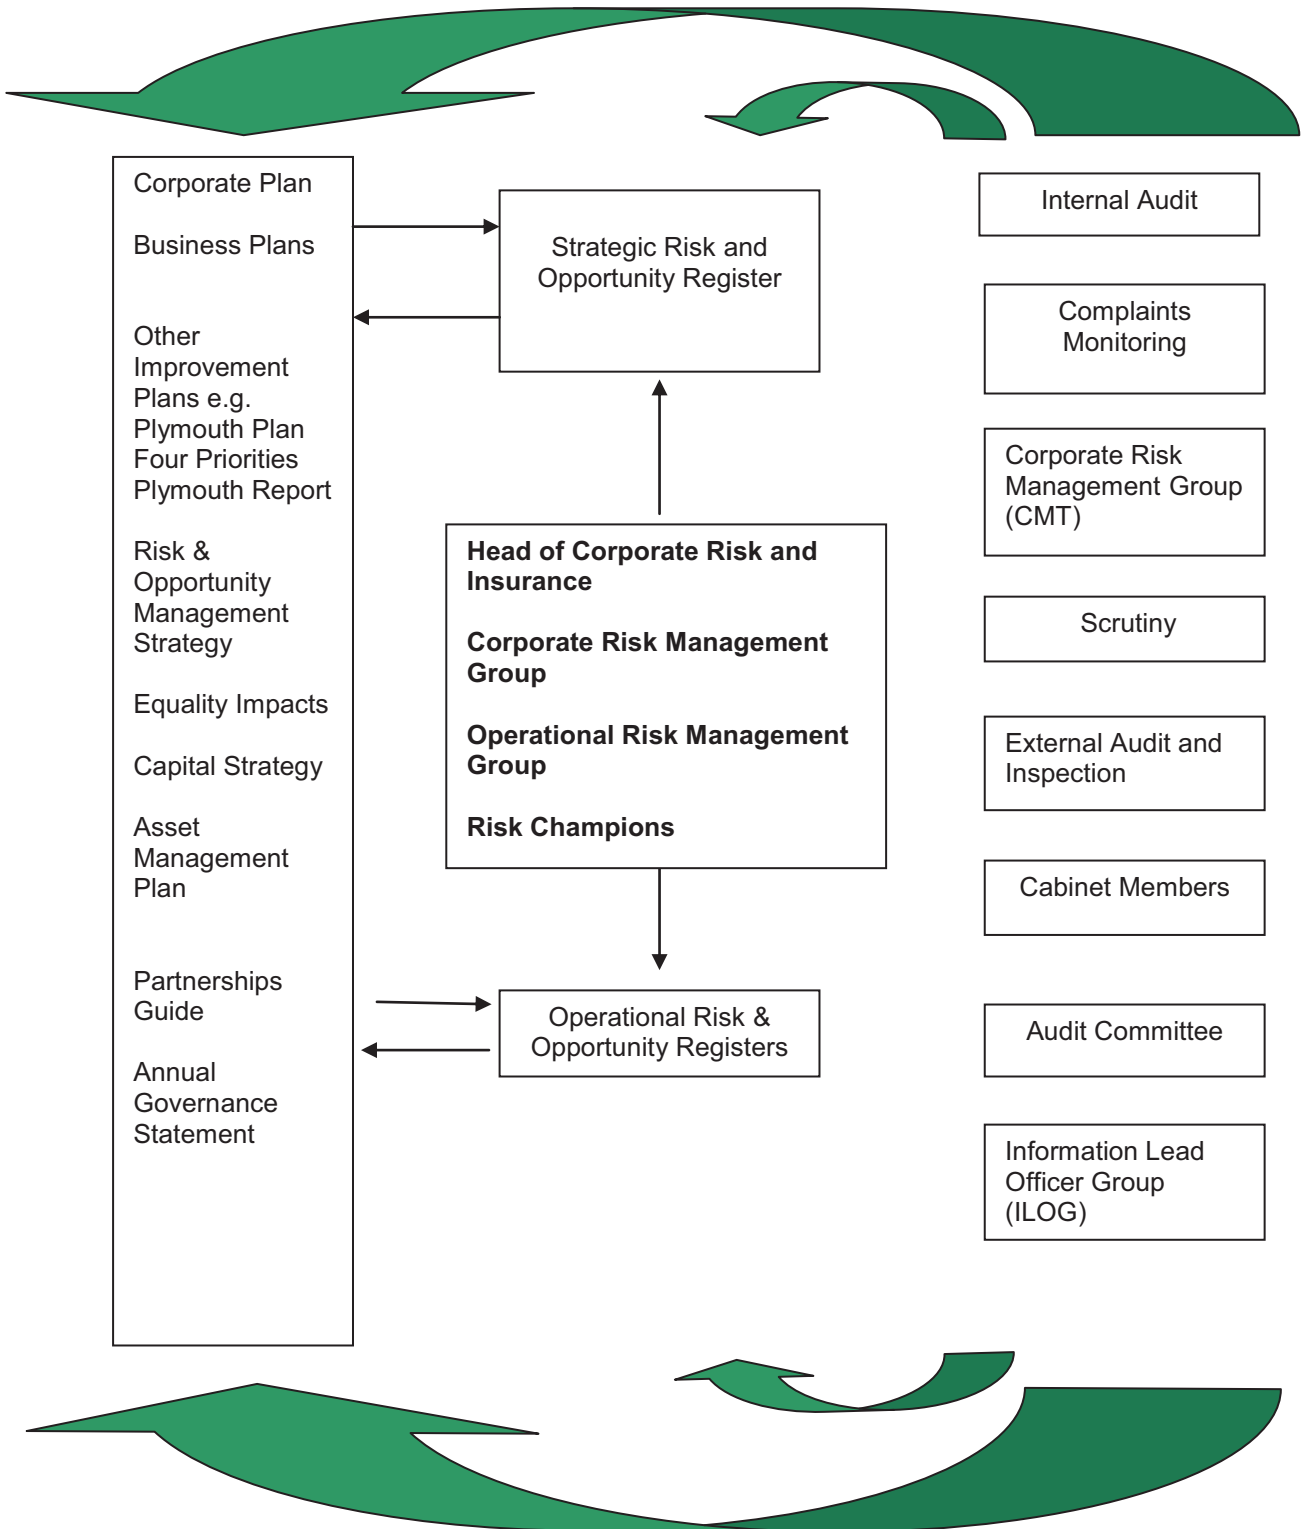 Corporate Plan
Business Plans
Other
Improvement
Plans e.g.
Plymouth Plan
Four Priorities
Plymouth Report
Risk &
Opportunity
Management
Strategy
Equality Impacts
Capital Strategy
Asset
Management
Plan
Partnerships
Guide
Annual
Governance
Statement
Strategic Risk and
Opportunity Register
Head of Corporate Risk and
Insurance
Corporate Risk Management
Group
Operational Risk Management
Group
Risk Champions
Operational Risk &
Opportunity Registers
Internal Audit
Complaints
Monitoring
Corporate Risk
Management Group
(CMT)
Scrutiny
External Audit and
Inspection
Cabinet Members
Audit Committee
Information Lead
Officer Group
(ILOG)